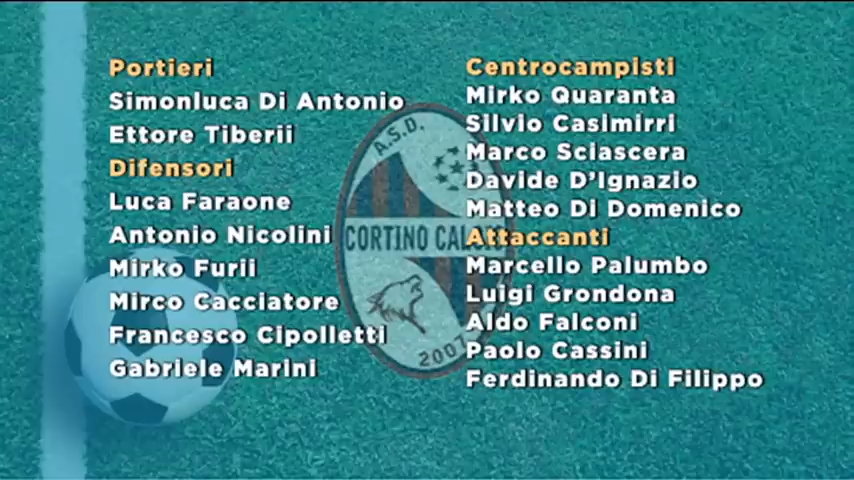 Portieri
Simonluca Di Antonio
Ettore Tiberii
Difensori
Luca Faraone
Antonio Nicolini
Mirko Furii
Mirco Cacciatore
Francesco Cipolletti
Gabriele Marini
Centrocampisti
Mirko Quaranta
Silvio Casimirri
Marco Sciascera
Davide D'Ignazio
Matteo Di Domenico
Attaccanti
Marcello Palumbo
Luigi Grondona
Aldo Falconi
Paolo Cassini
Ferdinando Di Filippo
A.S.D.
CORTINO
2007